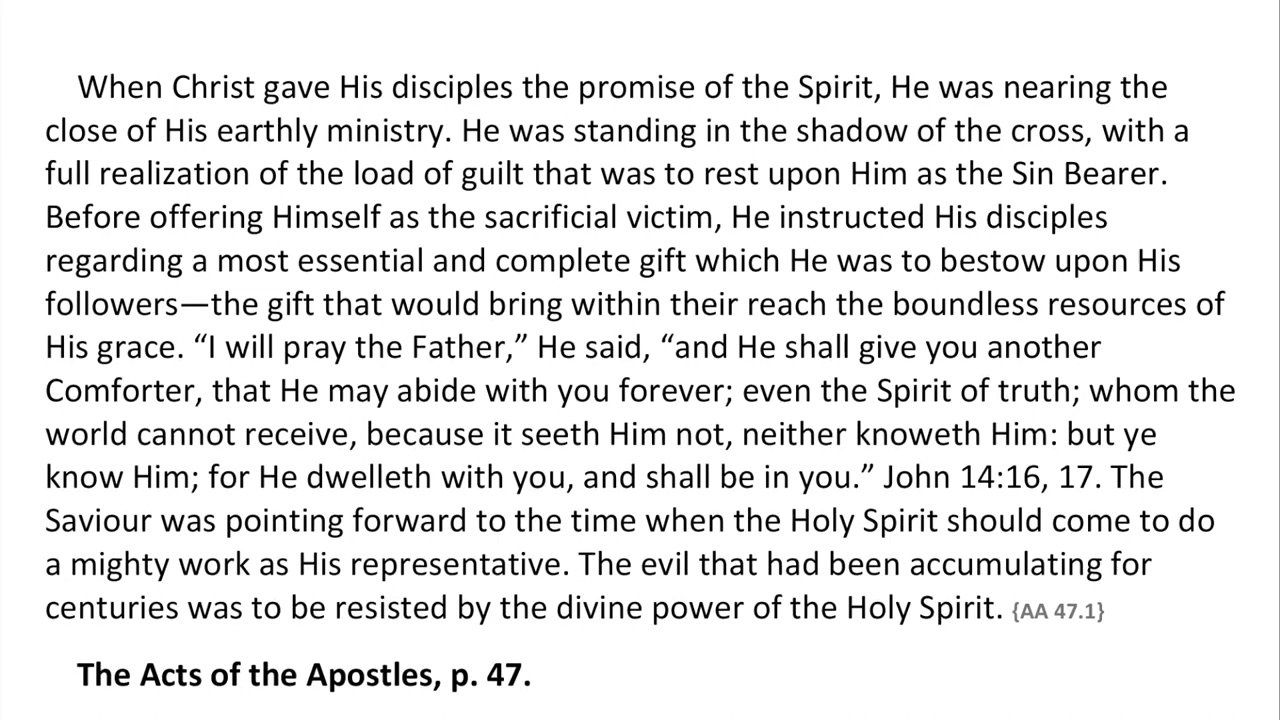 When Christ gave His disciples the promise of the Spirit, He was nearing the
close of His earthly ministry. He was standing in the shadow of the cross, with a
full realization of the load of guilt that was to rest upon Him as the Sin Bearer.
Before offering Himself as the sacrificial victim, He instructed His disciples
regarding a most essential and complete gift which He was to bestow upon His
followers—the gift that would bring within their reach the boundless resources of
His grace. “I will pray the Father,” He said, “and He shall give you another
Comforter, that He may abide with you forever; even the Spirit of truth; whom the
world cannot receive, because it seeth Him not, neither knoweth Him: but ye
know Him; for He dwelleth with you, and shall be in you.” John 14:16, 17. The
Saviour was pointing forward to the time when the Holy Spirit should come to do
a mighty work as His representative. The evil that had been accumulating for
centuries was to be resisted by the divine power of the Holy Spirit. {AA 47.1}
The Acts of the Apostles, p. 47.